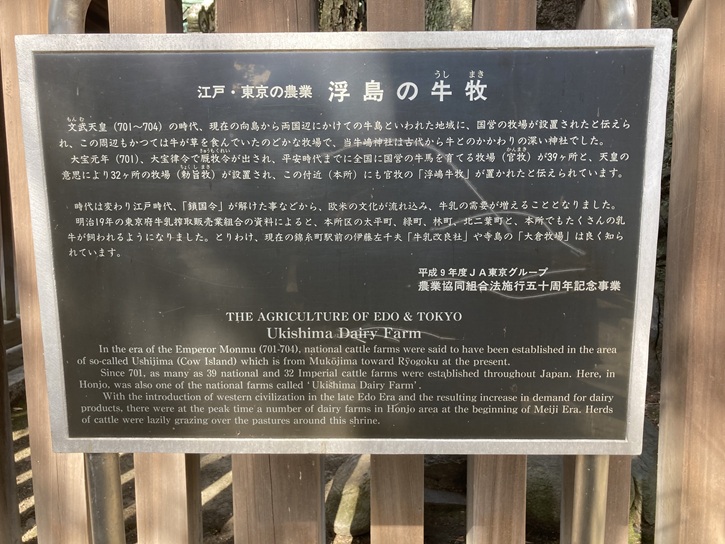 江戸・東京の農業 浮島の牛牧
文武天皇（701〜704）の時代、現在の向島から両国辺にかけての牛島といわれた地域に、国営の牧場が設置されたと伝えら
れ、この周辺もかつては牛が草を食んでいたのどかな牧場で、当牛嶋神社は古代から牛とのかかわりの深い神社でした。
大宝元年（701）、大宝律令で厩牧令が出され、平安時代までに全国に国営の牛馬を育てる牧場（官牧）が39ヶ所と、天皇の
意思により32ヶ所の牧場（勅旨牧）が設置され、この付近（本所）にも官牧の「浮嶋牛牧」が置かれたと伝えられています。
時代は変わり江戸時代、「鎖国令」が解けた事などから、欧米の文化が流れ込み、牛乳の需要が増えることとなりました。
明治19年の東京府牛乳搾取販売業組合の資料によると、本所区の太平町、緑町、林町、北二葉町と、本所でもたくさんの乳
牛が飼われるようになりました。とりわけ、現在の錦糸町駅前の伊藤左千夫「牛乳改良社」や寺島の「大倉牧場」は良く知ら
れています。
平成9年度JA東京グループ
農業協同組合法施行五十周年記念事業
THE AGRICULTURE OF EDO & TOKYO
Ukishima Dairy Farm
In the era of the Emperor Monmu (701-704), national cattle farms were said to have been established in the area
of so-called Ushijima (Cow Island) which is from Mukōjima toward Ryōgoku at the present.
Since 701, as many as 39 national and 32 Imperial cattle farms were established throughout Japan. Here, in
Honjo, was also one of the national farms called 'Ukishima Dairy Farm'.
With the introduction of western civilization in the late Edo Era and the resulting increase in demand for dairy
products, there were at the peak time a number of dairy farms in Honjo area at the beginning of Meiji Era. Herds
of cattle were lazily grazing over the pastures around this shrine.